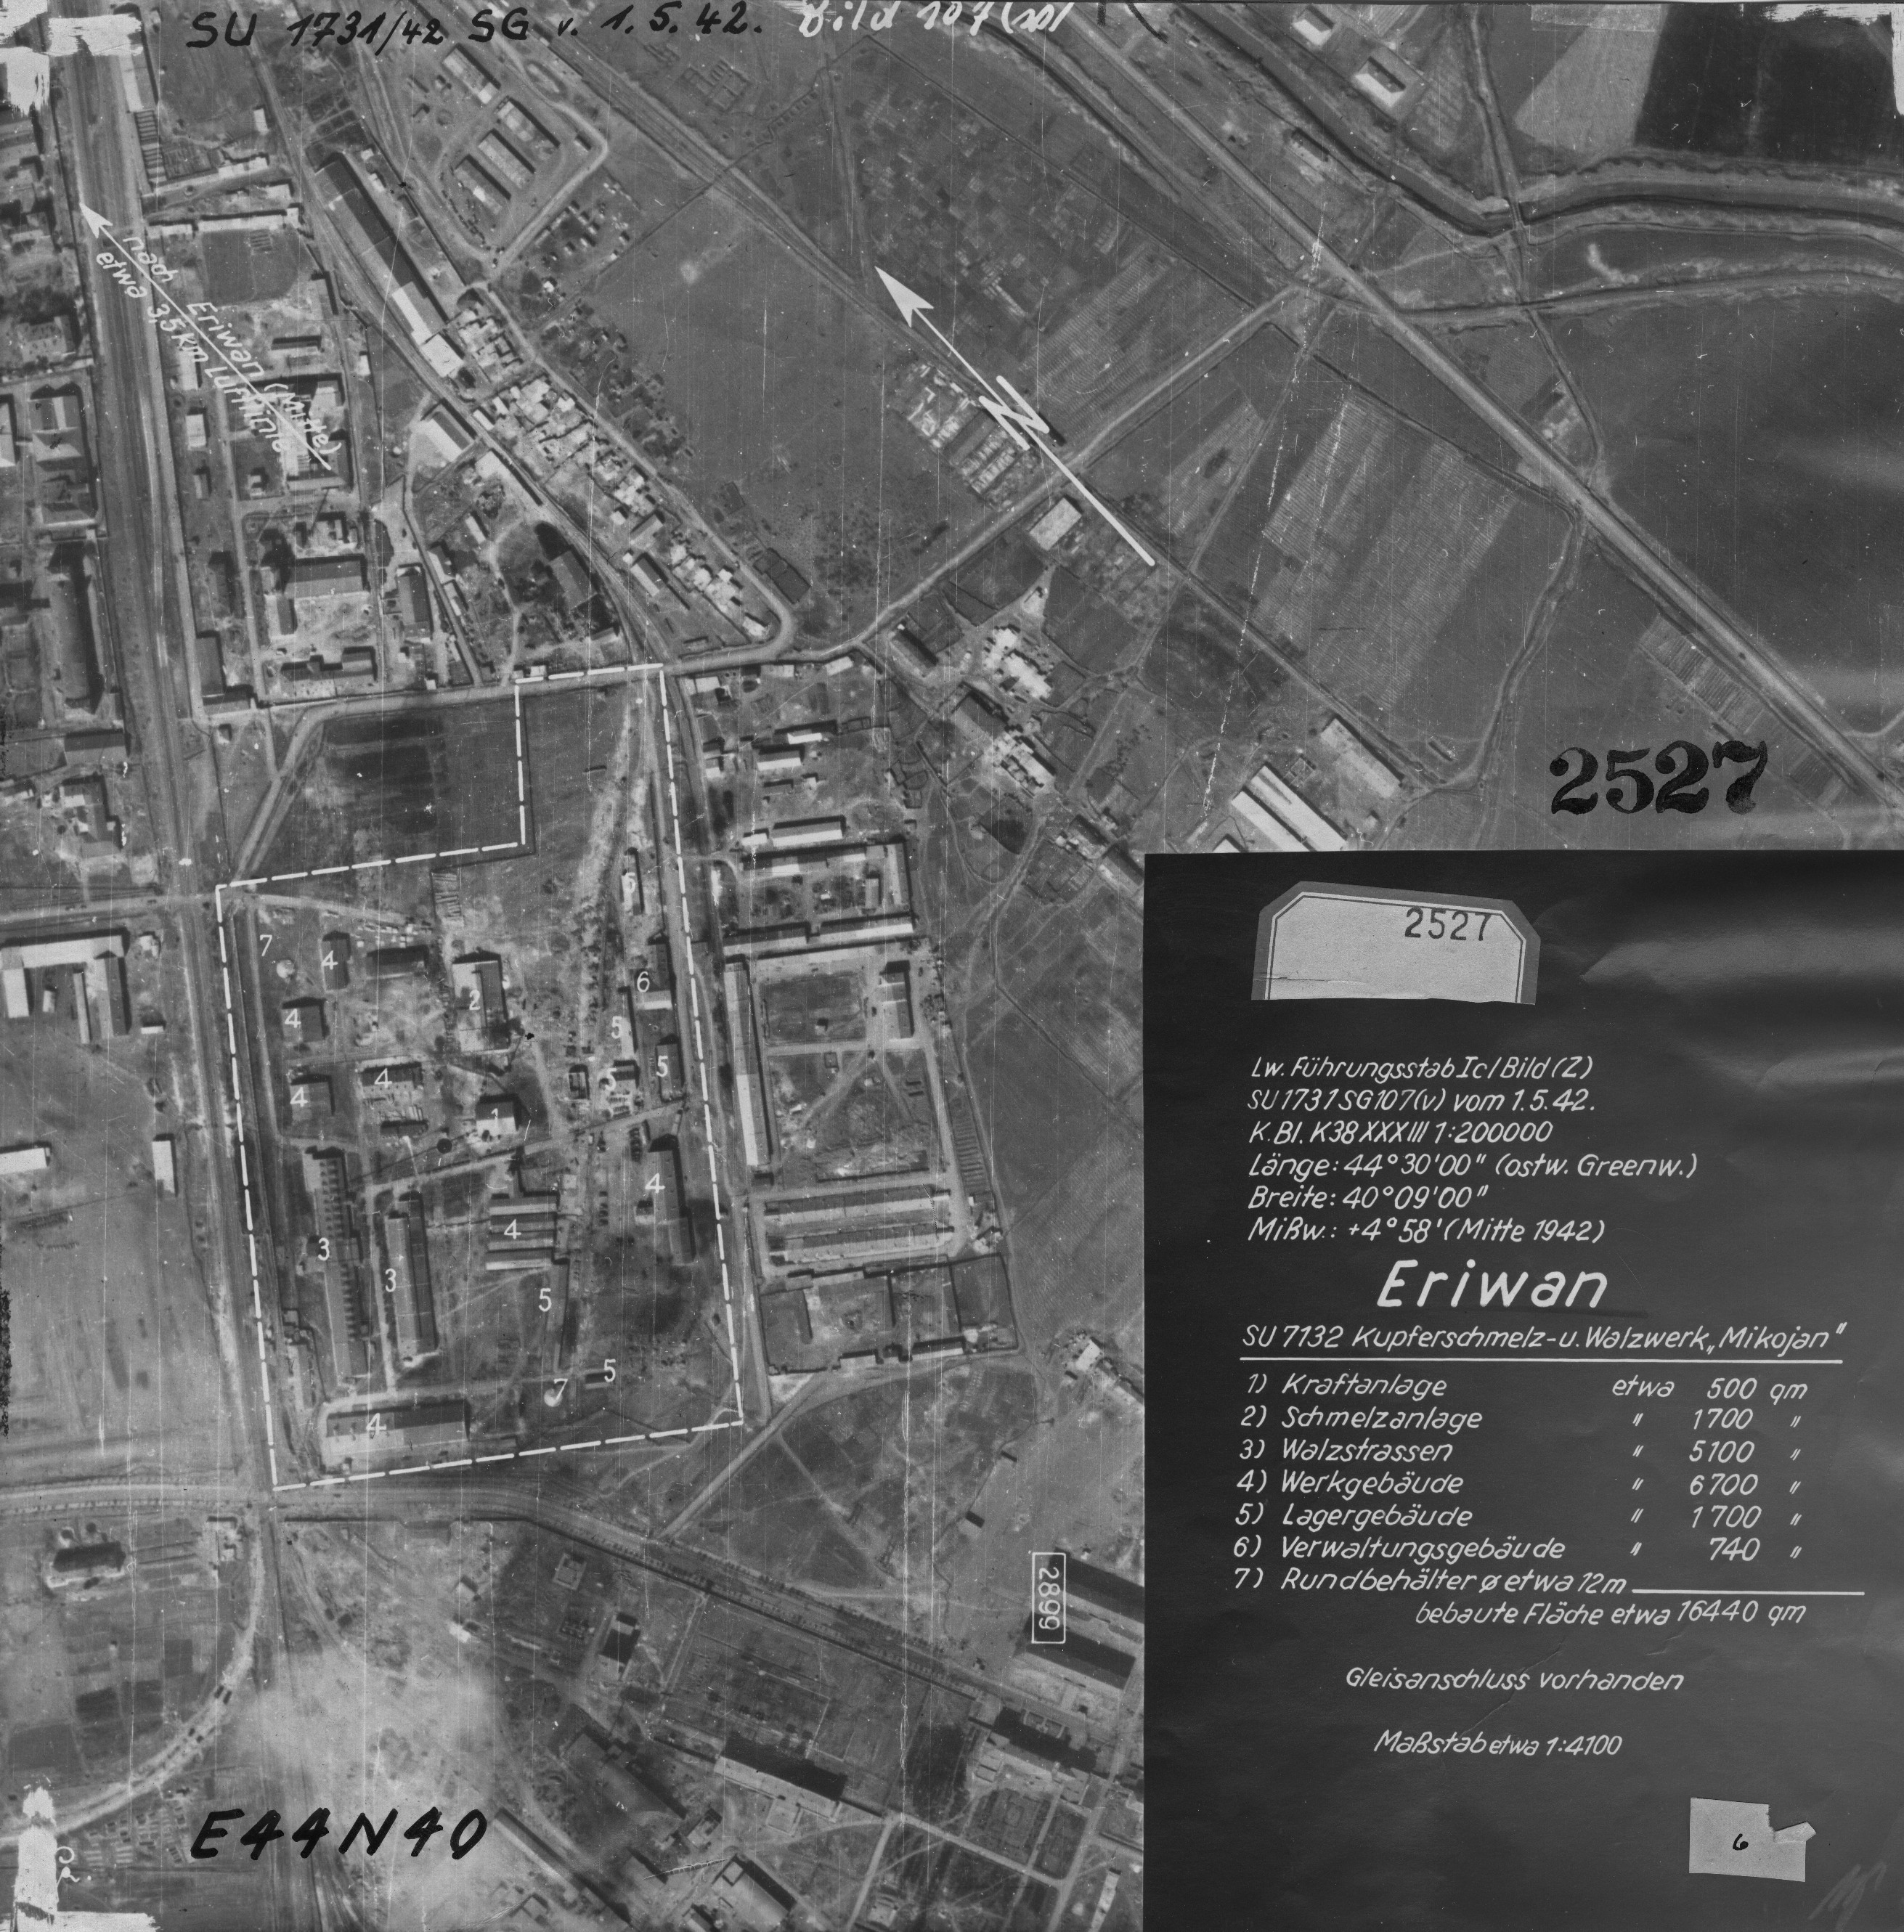 SU 1731/42 SG v. 1. 5. 42. Bild 107 (10)
nach Eriwan (Mitte)
etwa 3,5 km Luftlinie
N
2527
7
4
4
2
5
6
5
5
5
4
4
1
3
3
4
4
5
5
7
4
2899
E44N40
2527
Lw. Führungsstab Ic/Bild (Z)
SU 1731 SG 107 (v) vom 1.5.42.
K. Bl. K38 XXXIII 1:200000
Länge: 44°30'00" (ostw. Greenw.)
Breite: 40°09'00"
Mißw.: +4°58' (Mitte 1942)
Eriwan
SU 7132 Kupferschmelz-u. Walzwerk „Mikojan"
1) Kraftanlage etwa 500 qm
2) Schmelzanlage " 1700 "
3) Walzstrassen " 5100 "
4) Werkgebäude " 6700 "
5) Lagergebäude " 1700 "
6) Verwaltungsgebäude " 740 "
7) Rundbehälter ø etwa 12m
bebaute Fläche etwa 16440 qm
Gleisanschluss vorhanden
Maßstab etwa 1:4100
6